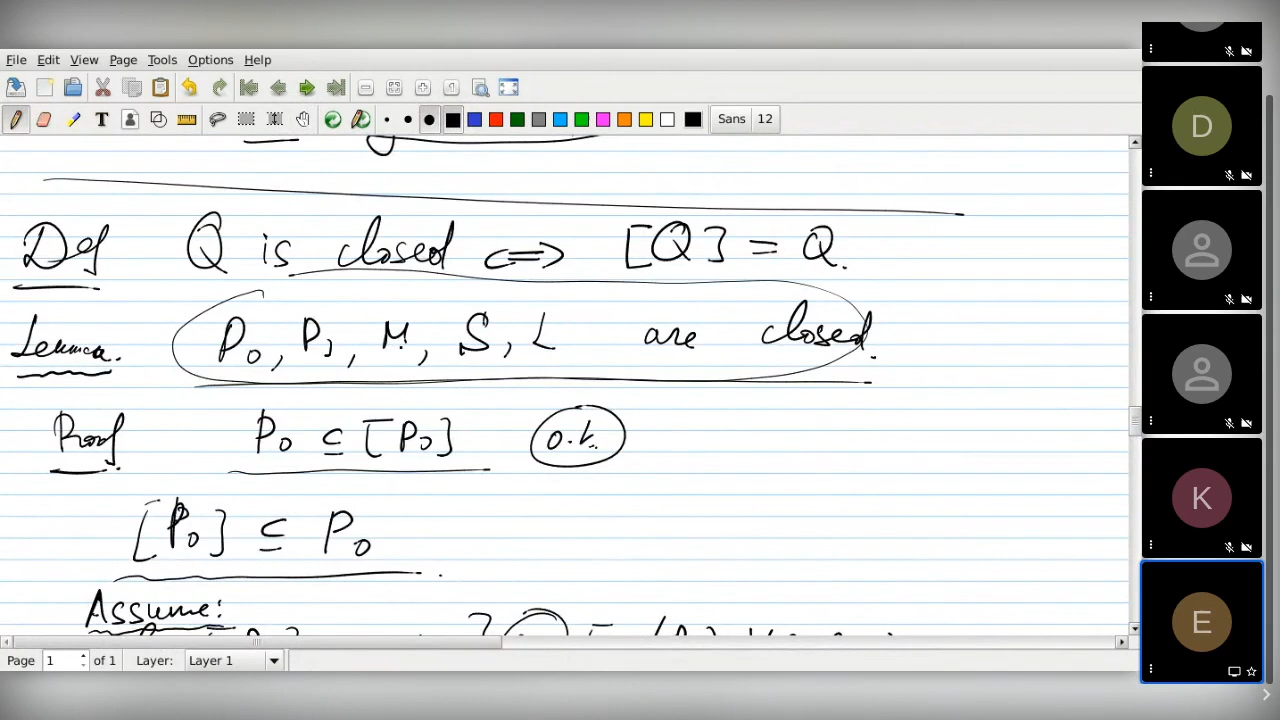 File Edit View Page Tools Options Help
Sans 12
Def Q is closed ⟺ [Q] = Q.
Lemma. P₀, P₁, M, S, L are closed.
Proof P₀ ⊆ [P₀] o.k.
[P₀] ⊆ P₀
Assume:
Page 1 of 1 Layer: Layer 1
D
K
E